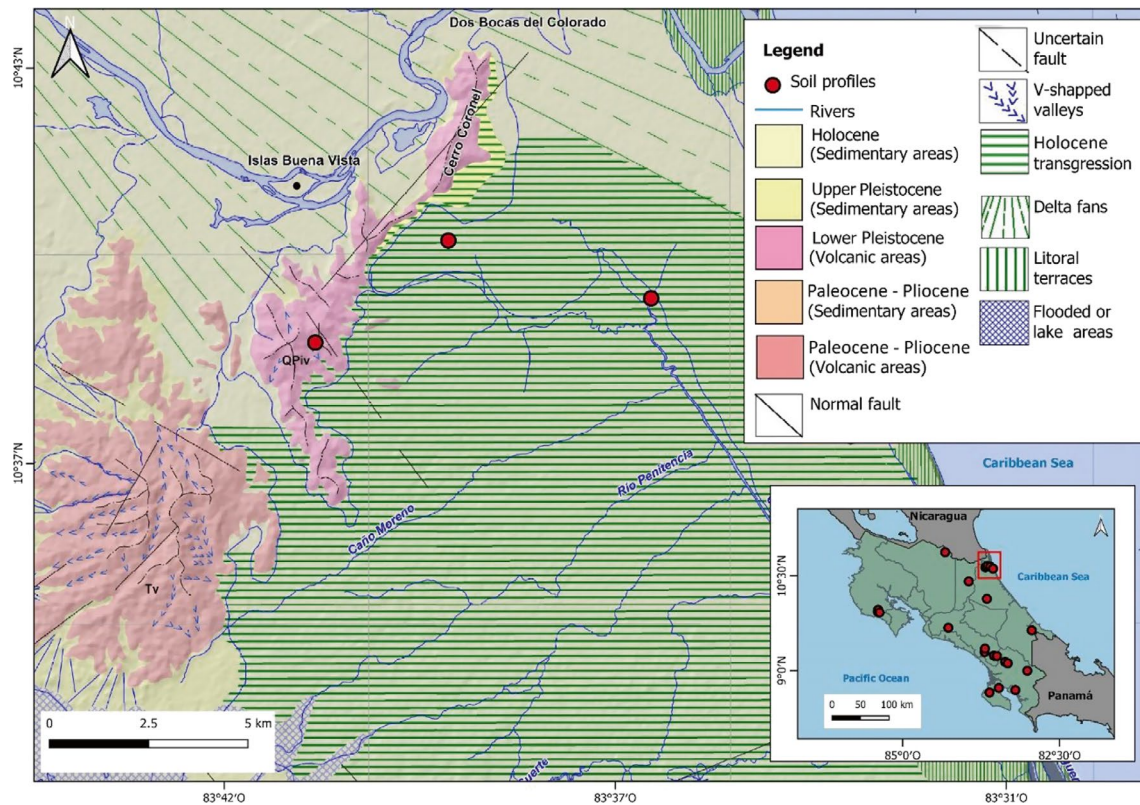 Dos Bocas del Colorado
N
10°43'N
Cerro Coronel
Islas Buena Vista
QPiv
10°37'N
Caño Moreno
Río Penitencia
Tv
Caribbean Sea
0 2.5 5 km
83°42'O
83°37'O
83°31'O
Legend
Soil profiles
Rivers
Holocene
(Sedimentary areas)
Upper Pleistocene
(Sedimentary areas)
Lower Pleistocene
(Volcanic areas)
Paleocene - Pliocene
(Sedimentary areas)
Paleocene - Pliocene
(Volcanic areas)
Normal fault
Uncertain
fault
V-shapped
valleys
Holocene
transgression
Delta fans
Litoral
terraces
Flooded or
lake areas
Nicaragua
Caribbean Sea
10°30'N
9°0'N
Pacific Ocean
Panamá
0 50 100 km
85°0'O
82°30'O